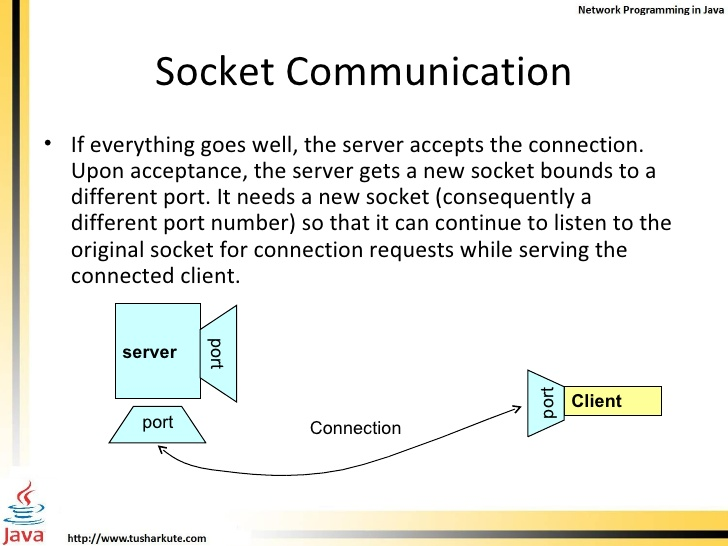 Network Programming in Java
Socket Communication
• If everything goes well, the server accepts the connection.
Upon acceptance, the server gets a new socket bounds to a
different port. It needs a new socket (consequently a
different port number) so that it can continue to listen to the
original socket for connection requests while serving the
connected client.
server
port
port
Connection
port
Client
Java
http://www.tusharkute.com